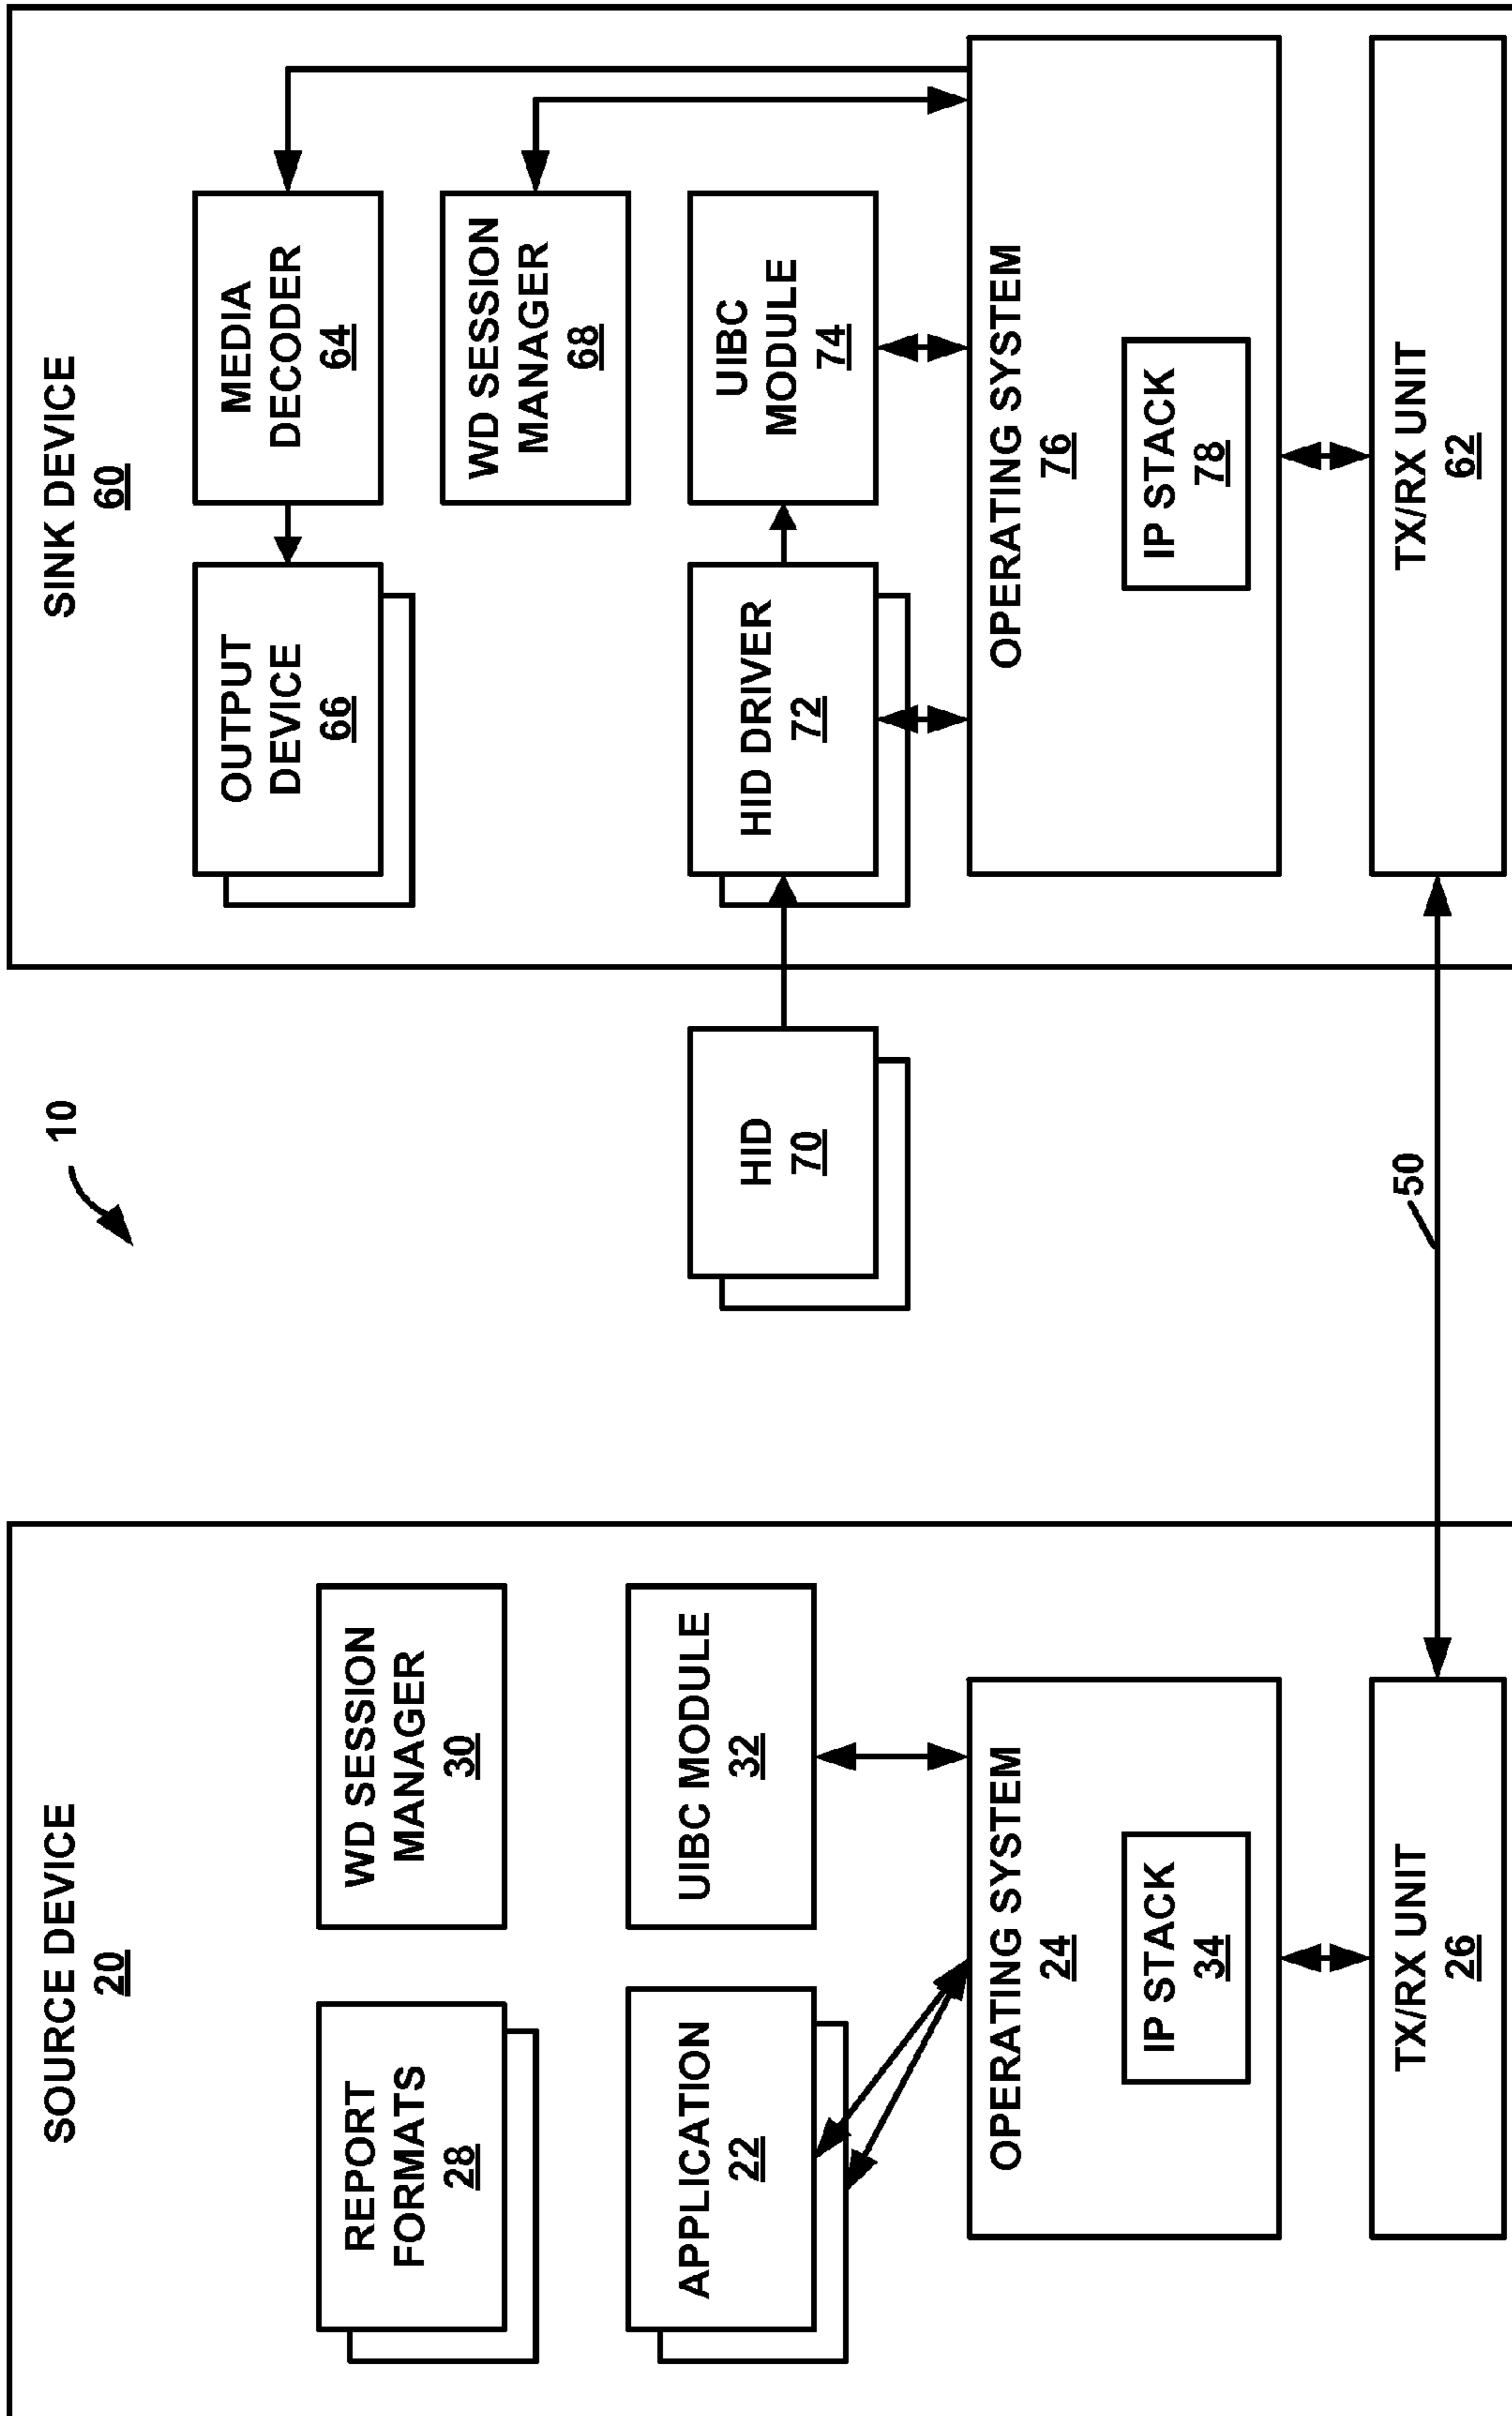 10
SOURCE DEVICE
20
REPORT
FORMATS
28
WD SESSION
MANAGER
30
APPLICATION
22
UIBC MODULE
32
OPERATING SYSTEM
24
IP STACK
34
TX/RX UNIT
26
50
HID
70
SINK DEVICE
60
OUTPUT
DEVICE
66
MEDIA
DECODER
64
WD SESSION
MANAGER
68
HID DRIVER
72
UIBC
MODULE
74
OPERATING SYSTEM
76
IP STACK
78
TX/RX UNIT
62